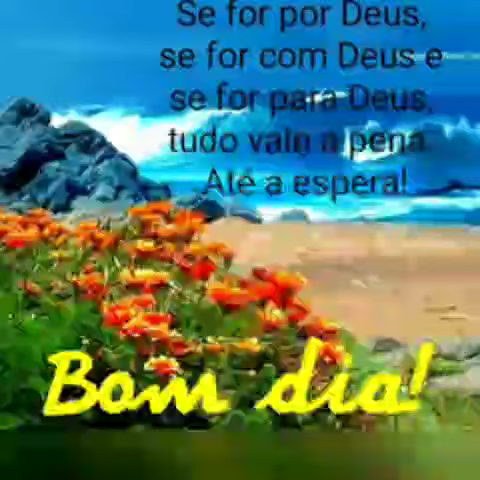 Se for por Deus,
se for com Deus e
se for para Deus,
tudo vale a pena.
Até a espera!
Bom dia!